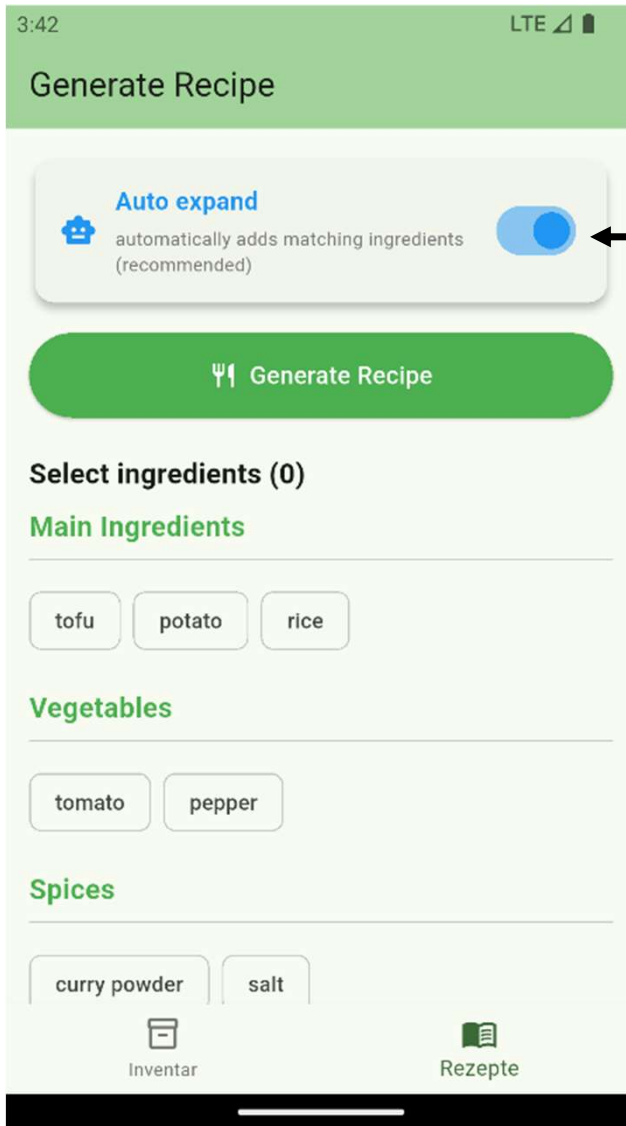 3:42 LTE
Generate Recipe
Auto expand
automatically adds matching ingredients
(recommended)
Generate Recipe
Select ingredients (0)
Main Ingredients
tofu potato rice
Vegetables
tomato pepper
Spices
curry powder salt
Inventar Rezepte